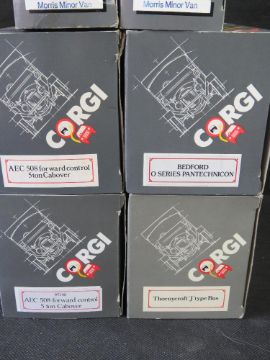 Morris Minor Van
Morris Minor Van
CORGI
AEC 508 forward control
5ton Cabover
CORGI
BEDFORD
O SERIES PANTECHNICON
CORGI
AEC 508 forward control
5 ton Cabover
CORGI
Thornycroft 'J' type Bus